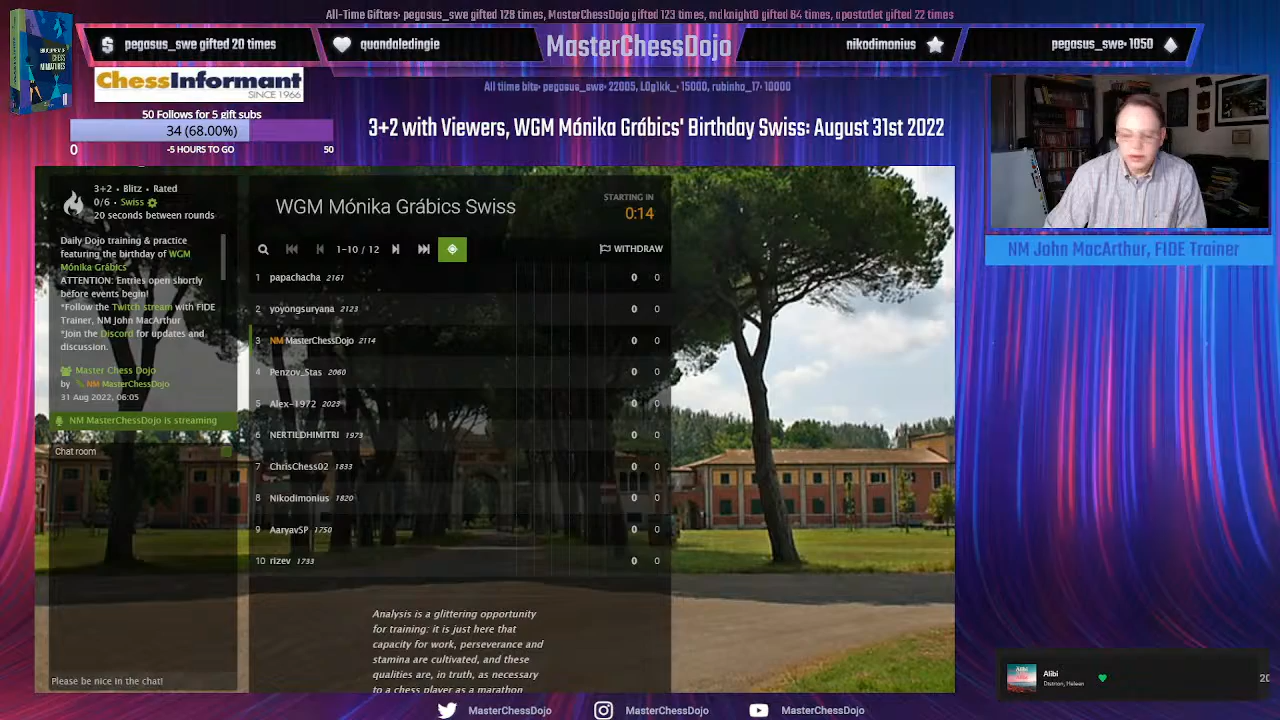 All-Time Gifters: pegasus_swe gifted 128 times, MasterChessDojo gifted 123 times, mdknight0 gifted 64 times, apostatlet gifted 22 times
pegasus_swe gifted 20 times
quandaledingie
MasterChessDojo
nikodimonius
pegasus_swe: 1050
ChessInformant
SINCE 1966
All time bits: pegasus_swe: 22005, L0g1kk_: 15000, rubinho_17: 10000
50 Follows for 5 gift subs
34 (68.00%)
0
-5 HOURS TO GO
50
3+2 with Viewers, WGM Mónika Grábics' Birthday Swiss: August 31st 2022
NM John MacArthur, FIDE Trainer
3+2 • Blitz • Rated
0/6 • Swiss
20 seconds between rounds
Daily Dojo training & practice
featuring the birthday of WGM
Mónika Grábics
ATTENTION: Entries open shortly
before events begin!
*Follow the Twitch stream with FIDE
Trainer, NM John MacArthur
*Join the Discord for updates and
discussion.
Master Chess Dojo
by NM MasterChessDojo
31 Aug 2022, 06:05
NM MasterChessDojo is streaming
Chat room
Please be nice in the chat!
WGM Mónika Grábics Swiss
STARTING IN
0:14
1-10 / 12
WITHDRAW
1 papachacha 2161 0 0
2 yoyongsuryana 2123 0 0
3 NM MasterChessDojo 2114 0 0
4 Penzov_Stas 2060 0 0
5 Alex-1972 2023 0 0
6 NERTILDHIMITRI 1973 0 0
7 ChrisChess02 1833 0 0
8 Nikodimonius 1820 0 0
9 AaryavSP 1750 0 0
10 rizev 1733 0 0
Analysis is a glittering opportunity
for training: it is just here that
capacity for work, perseverance and
stamina are cultivated, and these
qualities are, in truth, as necessary
to a chess player as a marathon
Alibi
MasterChessDojo
MasterChessDojo
MasterChessDojo